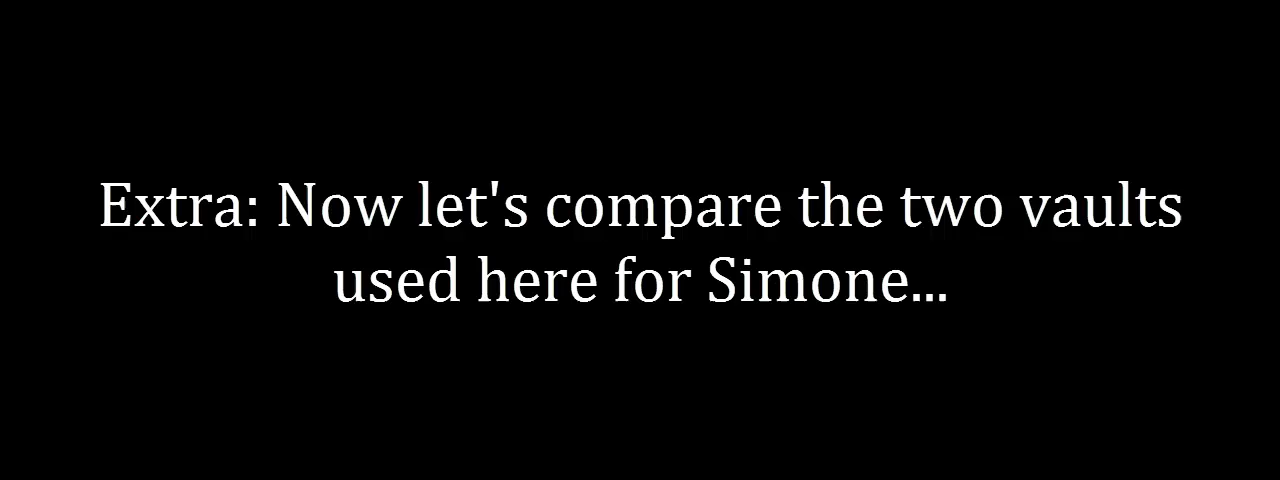 Extra: Now let's compare the two vaults
used here for Simone...